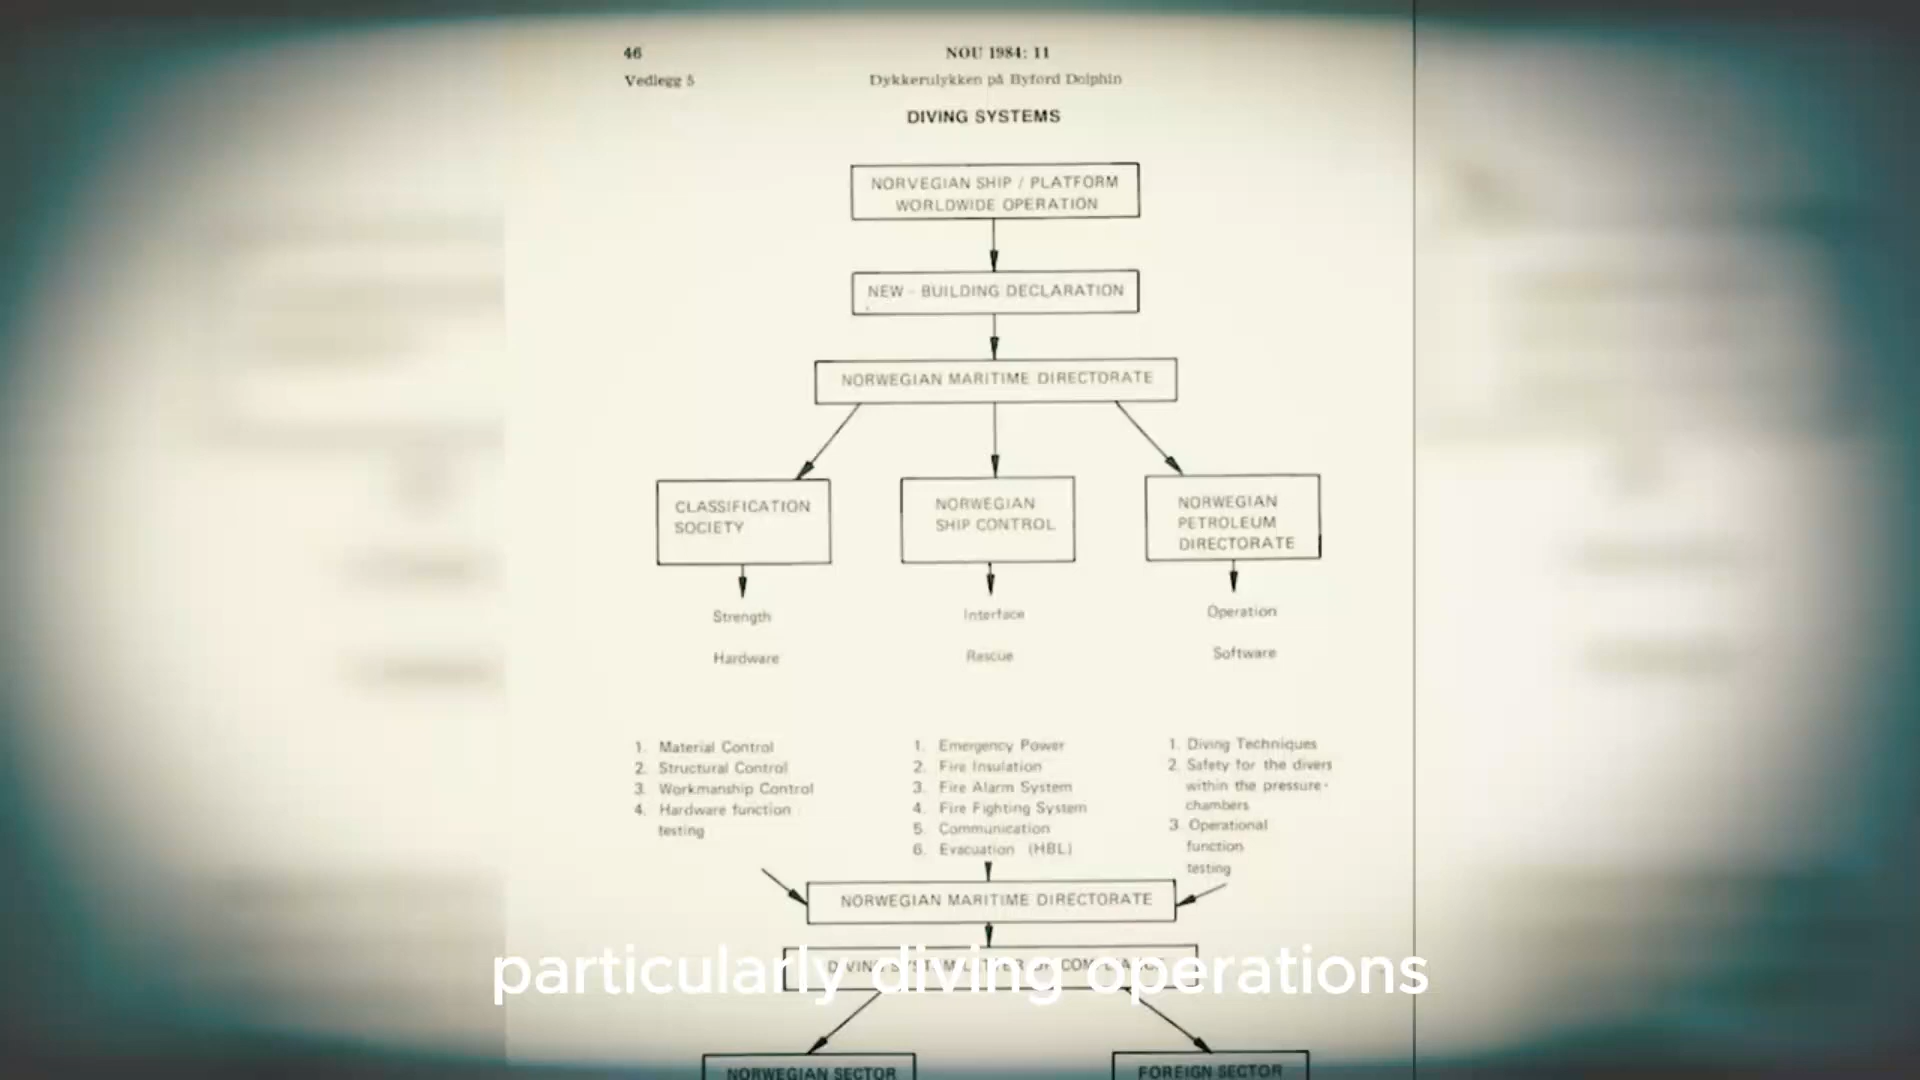 46
NOU 1984: 11
Vedlegg 5
Dykkerulykken på Byford Dolphin
DIVING SYSTEMS
NORVEGIAN SHIP / PLATFORM
WORLDWIDE OPERATION
NEW - BUILDING DECLARATION
NORWEGIAN MARITIME DIRECTORATE
CLASSIFICATION
SOCIETY
NORWEGIAN
SHIP CONTROL
NORWEGIAN
PETROLEUM
DIRECTORATE
Strength
Hardware
Interface
Rescue
Operation
Software
1. Material Control
2. Structural Control
3. Workmanship Control
4. Hardware function
testing
1. Emergency Power
2. Fire Insulation
3. Fire Alarm System
4. Fire Fighting System
5. Communication
6. Evacuation (HBL)
1. Diving Techniques
2. Safety for the divers
within the pressure-
chambers
3. Operational
function
testing
NORWEGIAN MARITIME DIRECTORATE
particularly diving operations
NORWEGIAN SECTOR
FOREIGN SECTOR